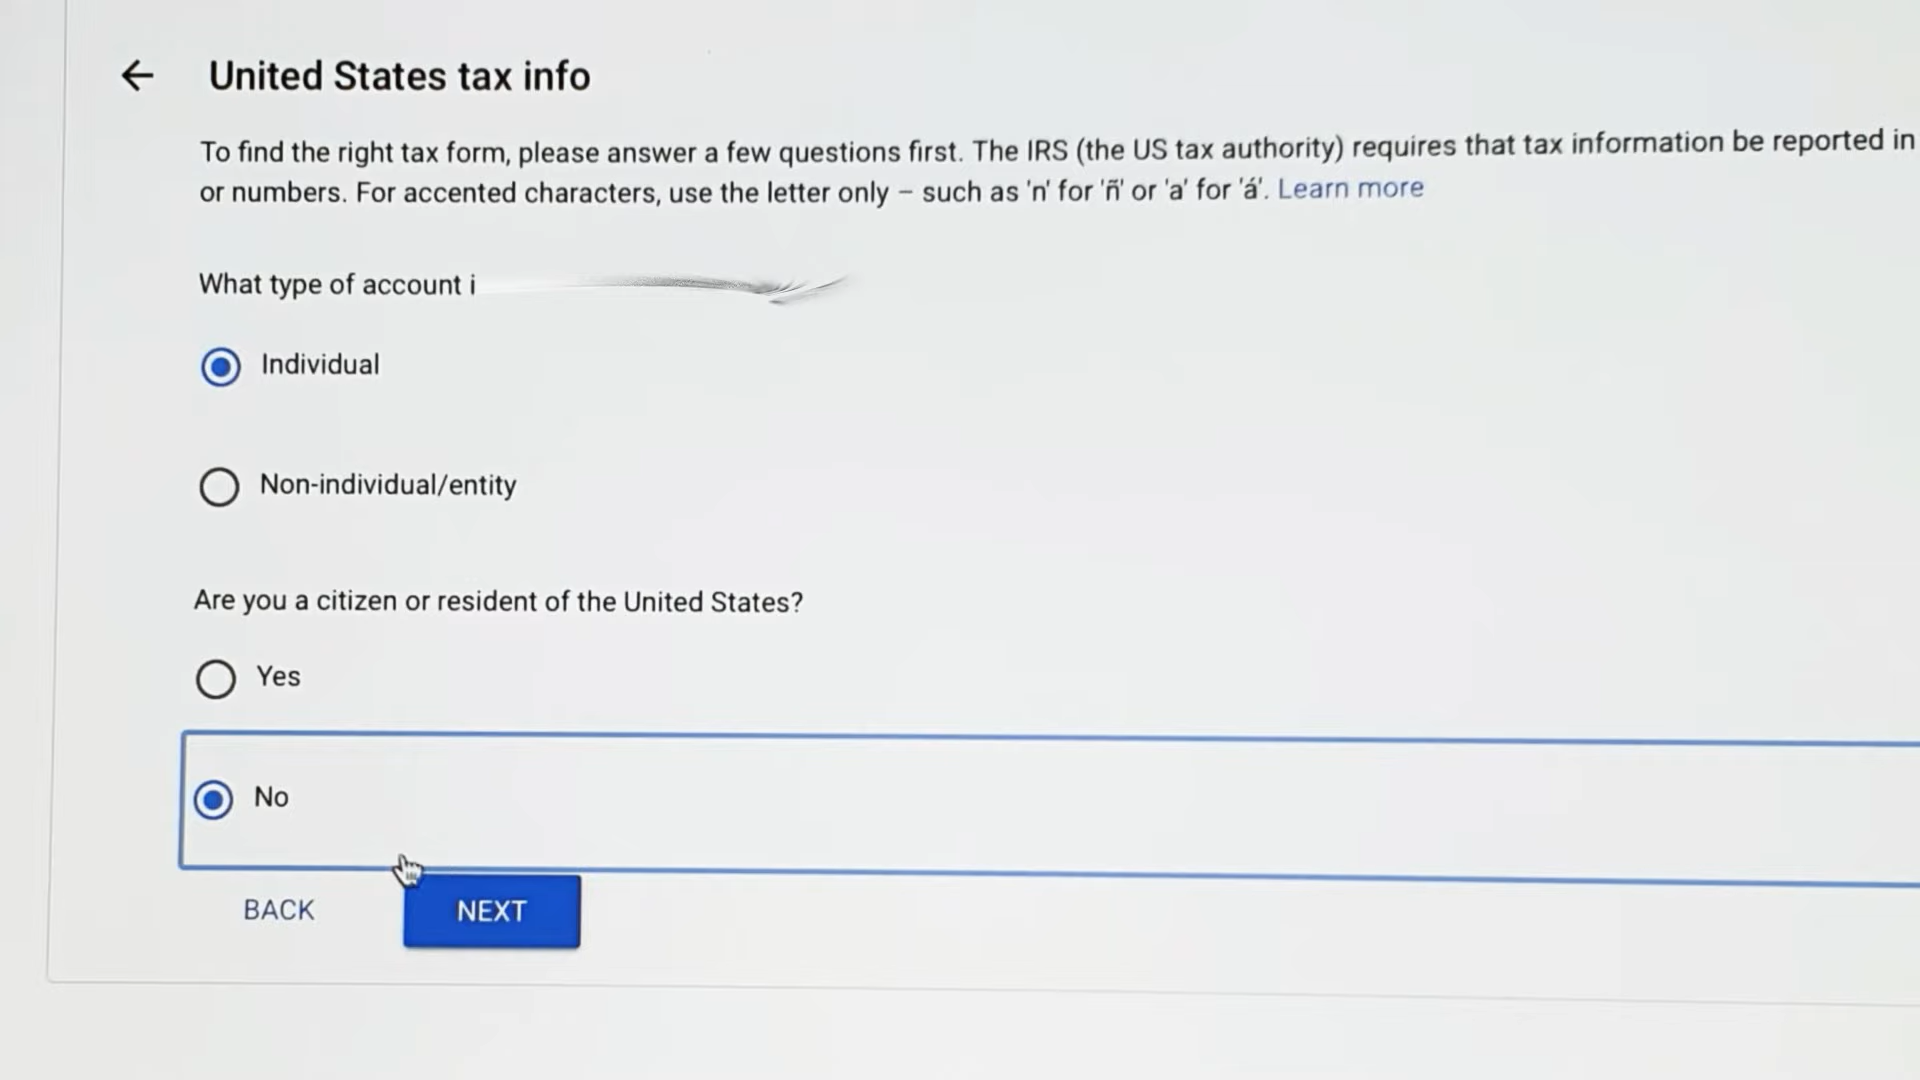 United States tax info
To find the right tax form, please answer a few questions first. The IRS (the US tax authority) requires that tax information be reported in
or numbers. For accented characters, use the letter only – such as 'n' for 'ñ' or 'a' for 'á'. Learn more
What type of account i
Individual
Non-individual/entity
Are you a citizen or resident of the United States?
Yes
No
BACK
NEXT